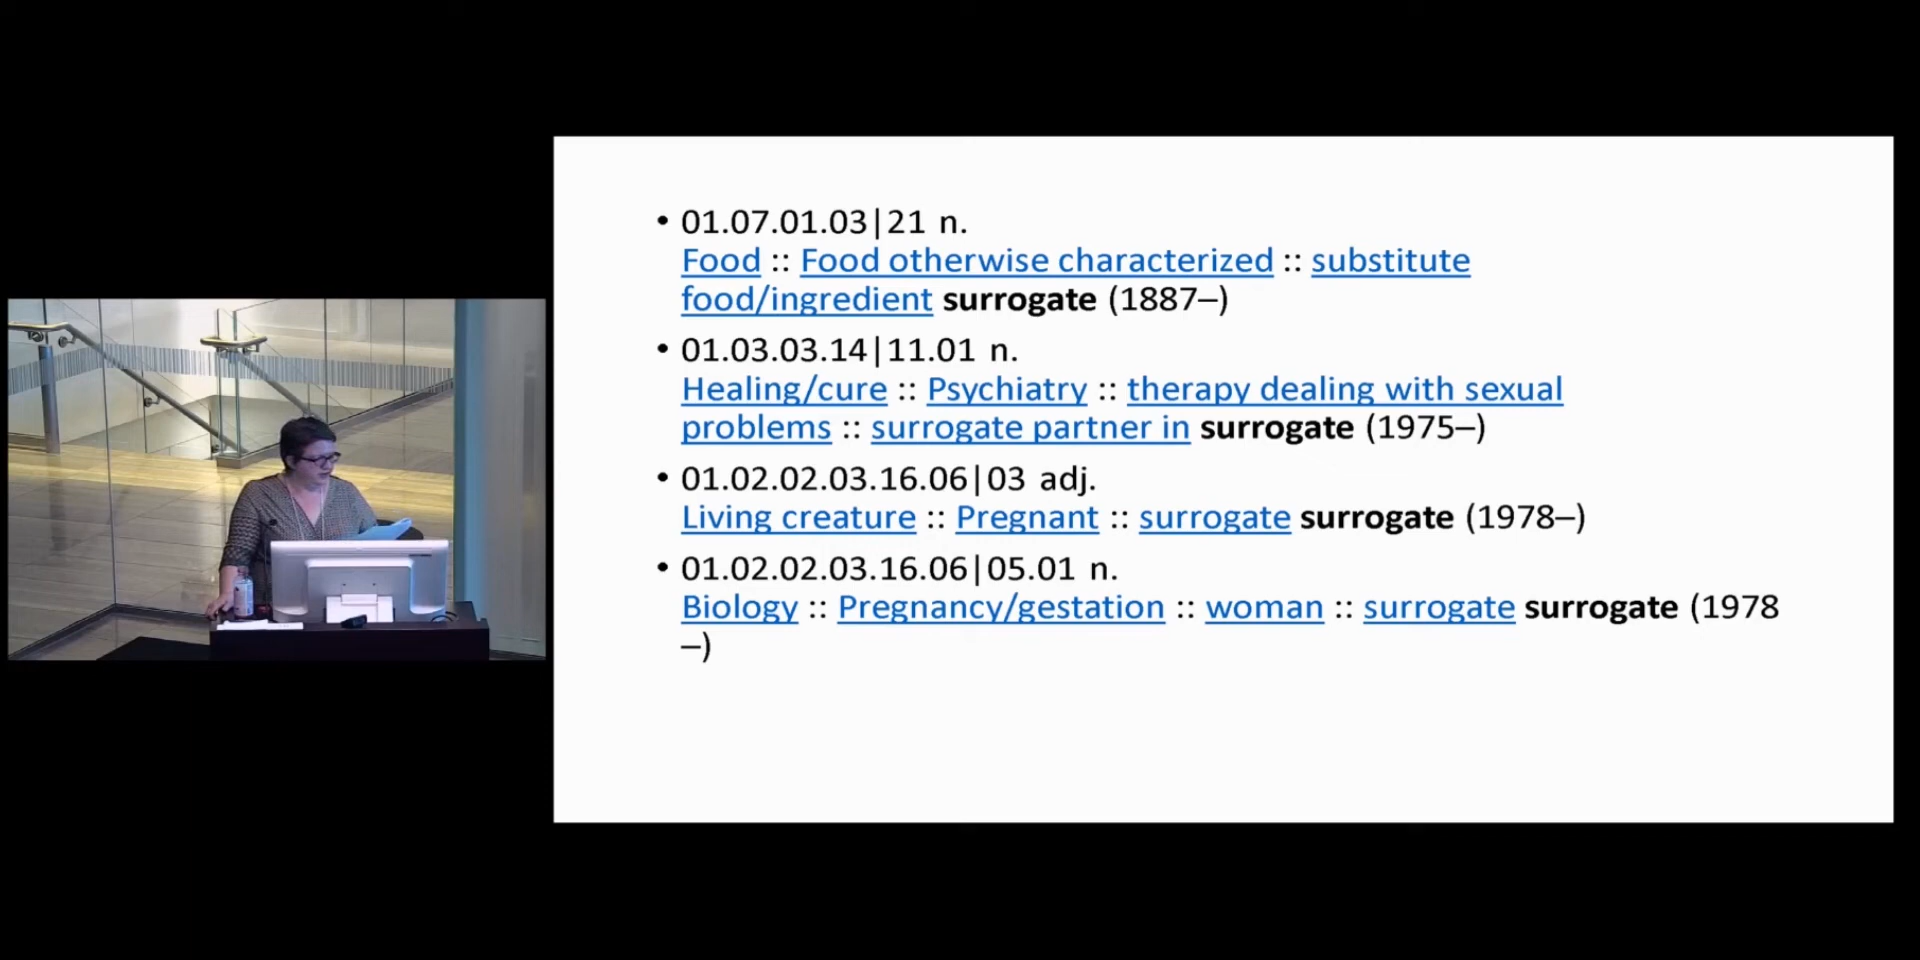 • 01.07.01.03|21 n.
Food :: Food otherwise characterized :: substitute
food/ingredient surrogate (1887–)
• 01.03.03.14|11.01 n.
Healing/cure :: Psychiatry :: therapy dealing with sexual
problems :: surrogate partner in surrogate (1975–)
• 01.02.02.03.16.06|03 adj.
Living creature :: Pregnant :: surrogate surrogate (1978–)
• 01.02.02.03.16.06|05.01 n.
Biology :: Pregnancy/gestation :: woman :: surrogate surrogate (1978
–)